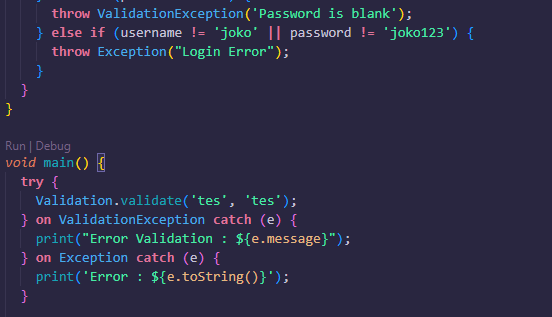 throw ValidationException('Password is blank');
} else if (username != 'joko' || password != 'joko123') {
throw Exception("Login Error");
}
}
}
Run | Debug
void main() {
try {
Validation.validate('tes', 'tes');
} on ValidationException catch (e) {
print("Error Validation : ${e.message}");
} on Exception catch (e) {
print('Error : ${e.toString()}');
}